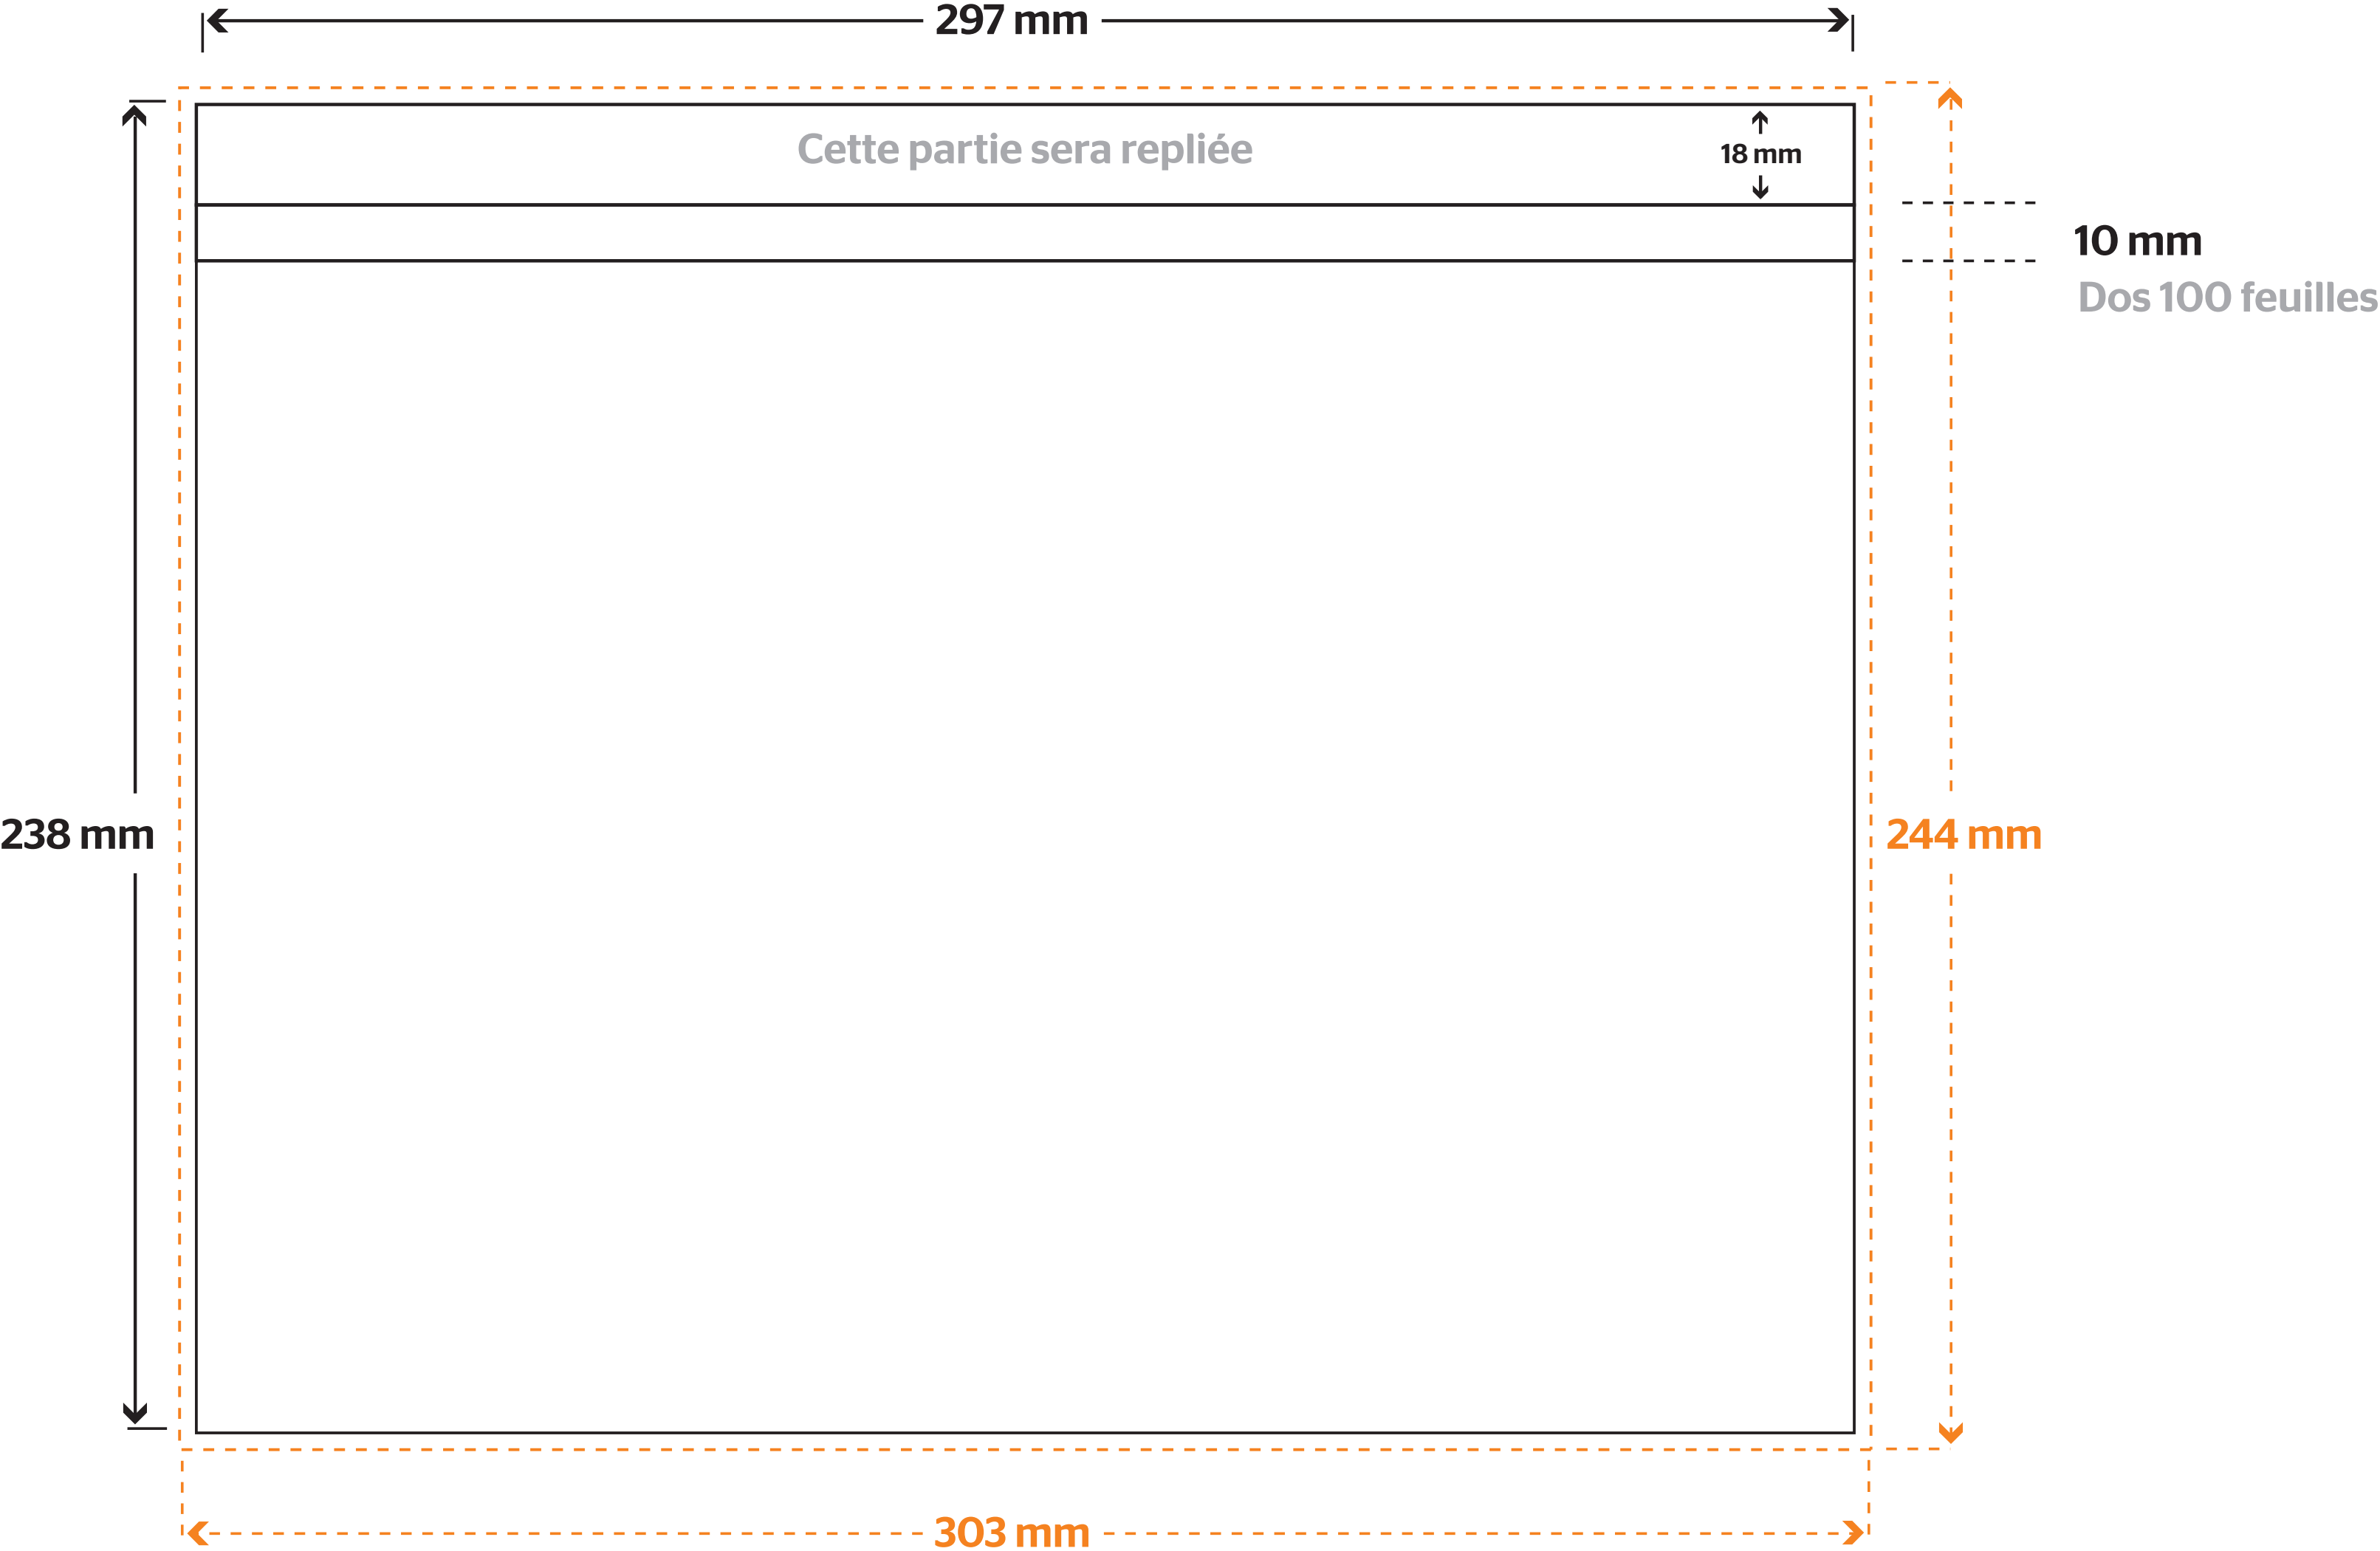 297 mm
Cette partie sera repliée
18 mm
10 mm
Dos 100 feuilles
238 mm
244 mm
303 mm